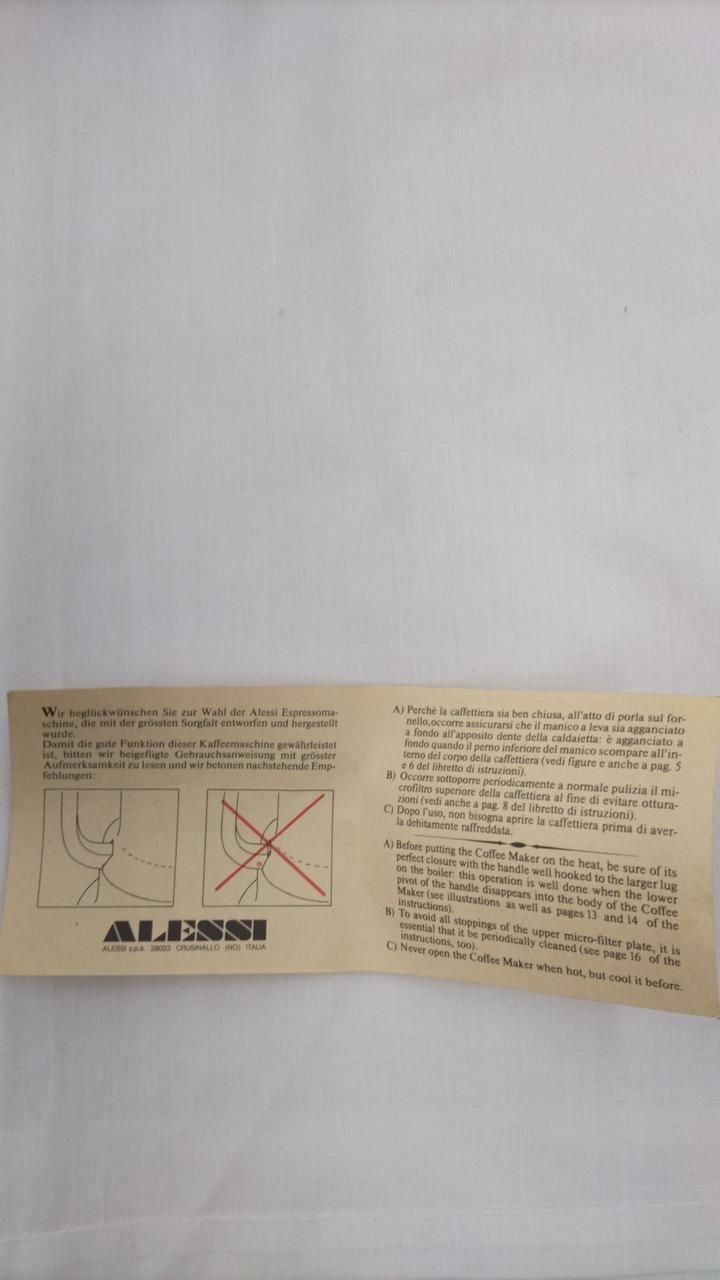 Wir beglückwünschen Sie zur Wahl der Alessi Espressoma-
schine, die mit der grössten Sorgfalt entworfen und hergestellt
wurde.
Damit die gute Funktion dieser Kaffeemaschine gewährleistet
ist, bitten wir beigefügte Gebrauchsanweisung mit grösster
Aufmerksamkeit zu lesen und wir betonen nachstehende Emp-
fehlungen:
ALESSI
ALESSI s.p.a. 28023 CRUSINALLO (NO) ITALIA
A) Perchè la caffettiera sia ben chiusa, all'atto di porla sul for-
nello, occorre assicurarsi che il manico a leva sia agganciato
a fondo all'apposito dente della caldaietta: è agganciato a
fondo quando il perno inferiore del manico scompare all'in-
terno del corpo della caffettiera (vedi figure e anche a pag. 5
e 6 del libretto di istruzioni).
B) Occorre sottoporre periodicamente a normale pulizia il mi-
crofiltro superiore della caffettiera al fine di evitare ottura-
zioni (vedi anche a pag. 8 del libretto di istruzioni).
C) Dopo l'uso, non bisogna aprire la caffettiera prima di aver-
la debitamente raffreddata.
A) Before putting the Coffee Maker on the heat, be sure of its
perfect closure with the handle well hooked to the larger lug
on the boiler: this operation is well done when the lower
pivot of the handle disappears into the body of the Coffee
Maker (see illustrations as well as pages 13 and 14 of the
instructions).
B) To avoid all stoppings of the upper micro-filter plate, it is
essential that it be periodically cleaned (see page 16 of the
instructions, too).
C) Never open the Coffee Maker when hot, but cool it before.